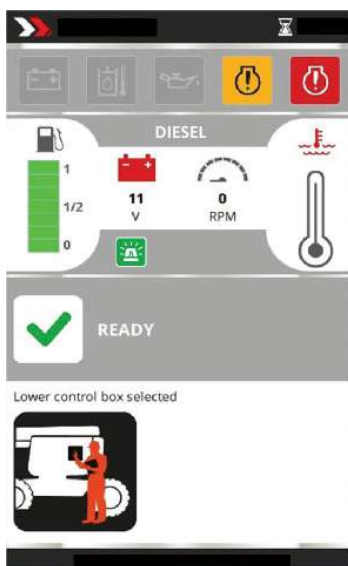 DIESEL
1
1/2
0
11
V
0
RPM
READY
Lower control box selected